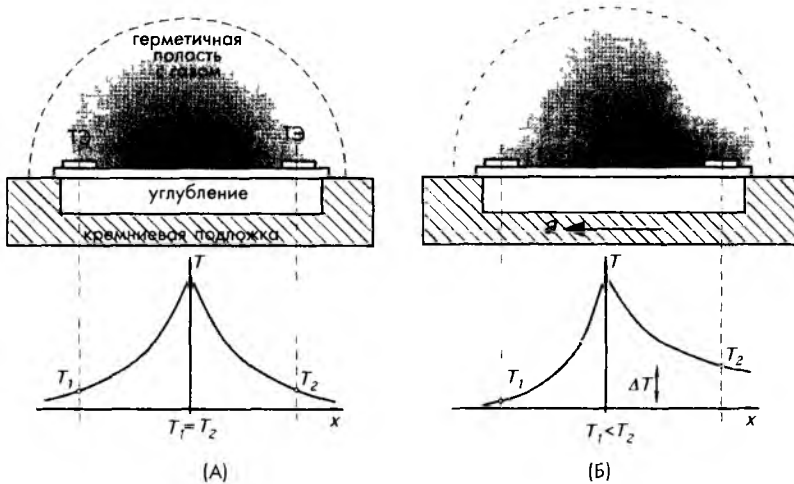 герметичная
полость
с газом
ТЭ
ТЭ
углубление
кремниевая подложка
T
T₁
T₂
x
T₁= T₂
(А)
a
T
T₁
T₂
ΔT
x
T₁< T₂
(Б)